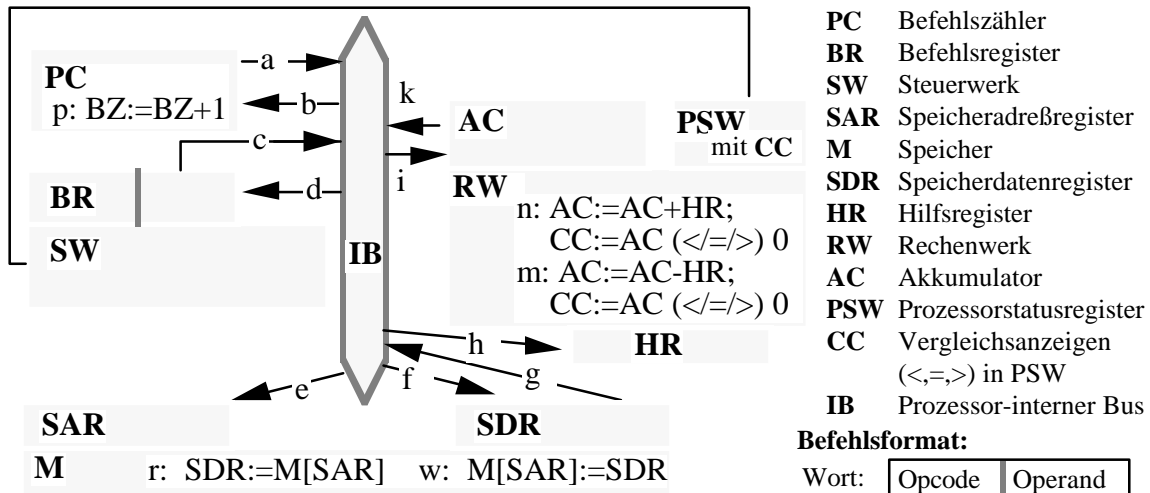 PC
p: BZ:=BZ+1
a
b
c
BR
d
SW
IB
k
AC
i
PSW
mit CC
RW
n: AC:=AC+HR;
CC:=AC (</=/>) 0
m: AC:=AC-HR;
CC:=AC (</=/>) 0
h
HR
e
f
g
SAR
SDR
M r: SDR:=M[SAR] w: M[SAR]:=SDR
PC Befehlszähler
BR Befehlsregister
SW Steuerwerk
SAR Speicheradreßregister
M Speicher
SDR Speicherdatenregister
HR Hilfsregister
RW Rechenwerk
AC Akkumulator
PSW Prozessorstatusregister
CC Vergleichsanzeigen
(<,=,>) in PSW
IB Prozessor-interner Bus
Befehlsformat:
Wort: Opcode Operand